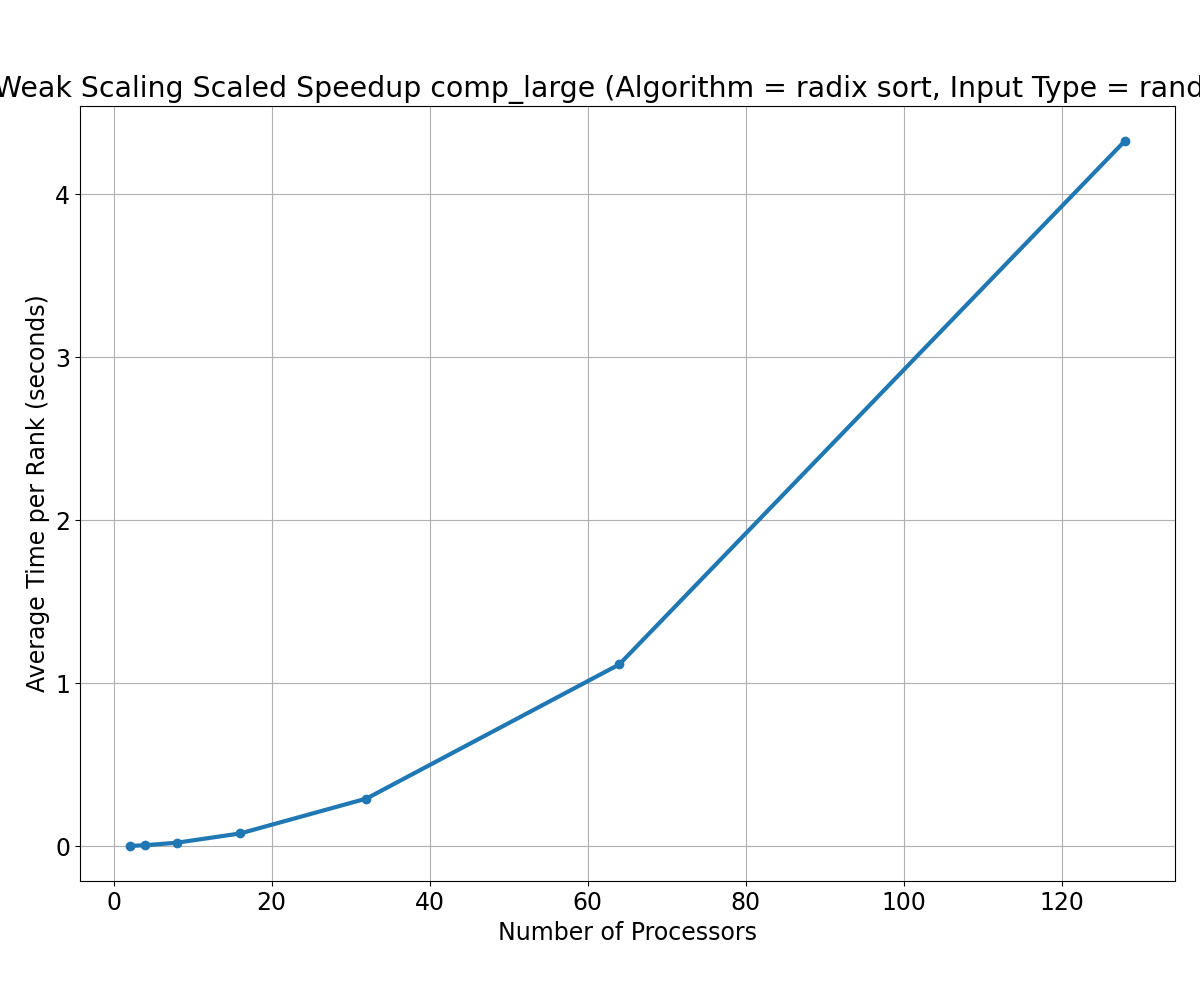 Weak Scaling Scaled Speedup comp_large (Algorithm = radix sort, Input Type = rand
Average Time per Rank (seconds)
4
3
2
1
0
0 20 40 60 80 100 120
Number of Processors